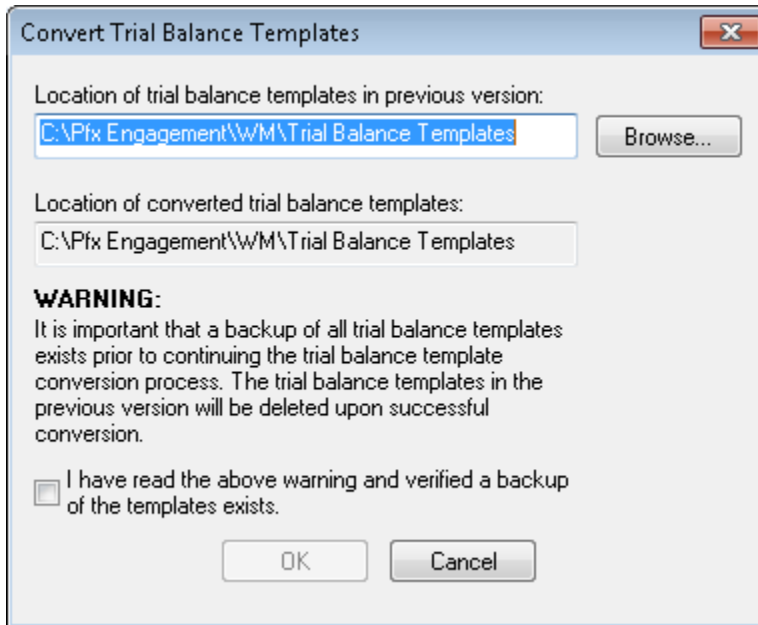 Convert Trial Balance Templates
Location of trial balance templates in previous version:
C:\Pfx Engagement\WM\Trial Balance Templates
Browse...
Location of converted trial balance templates:
C:\Pfx Engagement\WM\Trial Balance Templates
WARNING:
It is important that a backup of all trial balance templates
exists prior to continuing the trial balance template
conversion process. The trial balance templates in the
previous version will be deleted upon successful
conversion.
I have read the above warning and verified a backup
of the templates exists.
OK
Cancel